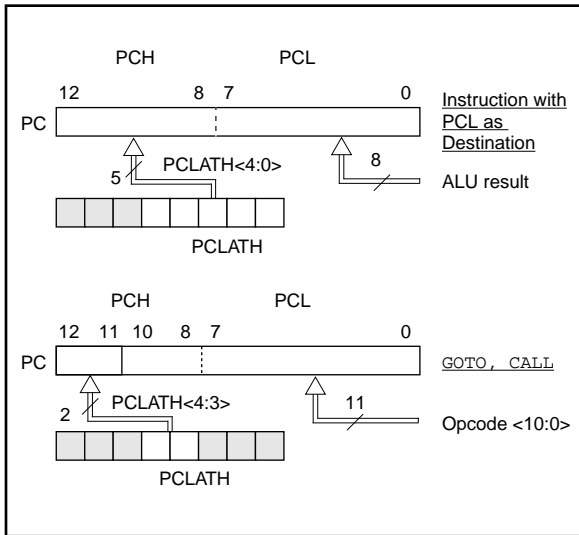 PCH PCL
12 8 7 0
PC
Instruction with
PCL as
Destination
5 PCLATH<4:0> 8
ALU result
PCLATH
PCH PCL
12 11 10 8 7 0
PC
GOTO, CALL
2 PCLATH<4:3> 11
Opcode <10:0>
PCLATH